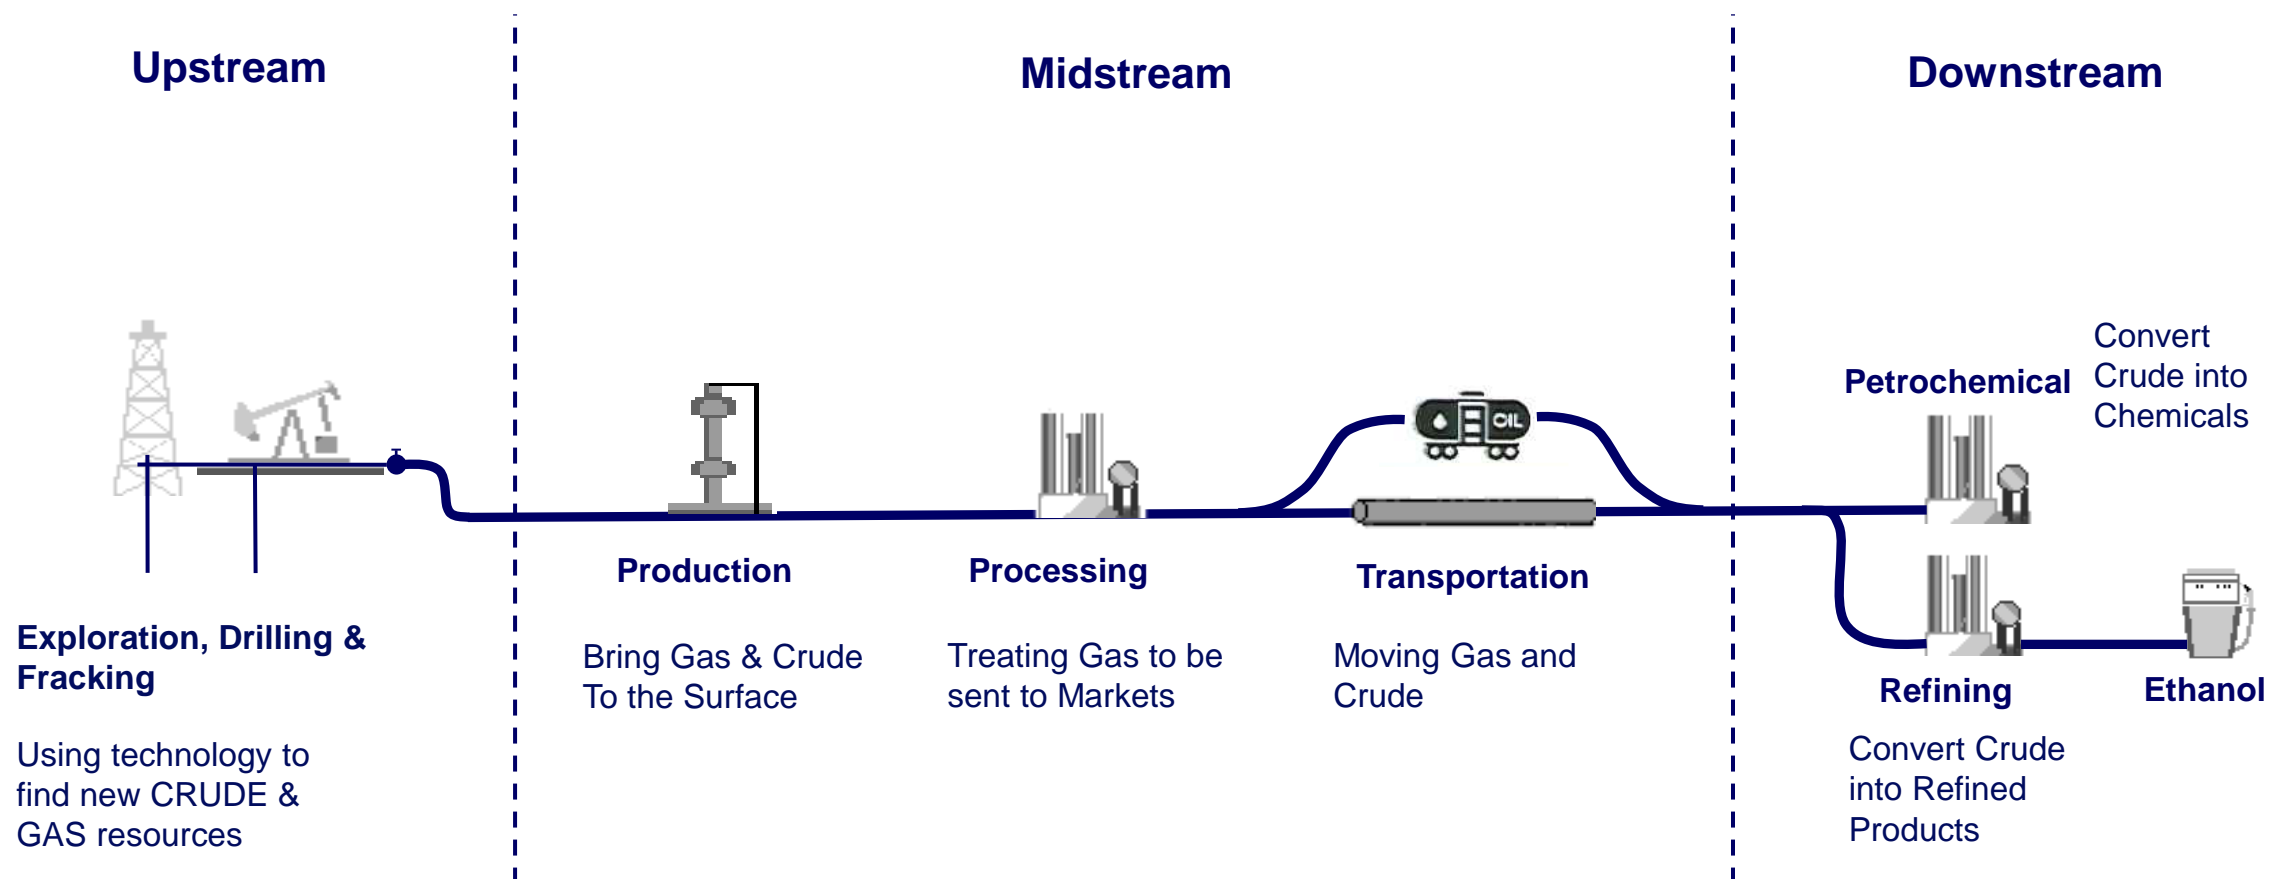 Upstream
Midstream
Downstream
Exploration, Drilling &
Fracking
Using technology to
find new CRUDE &
GAS resources
Production
Bring Gas & Crude
To the Surface
Processing
Treating Gas to be
sent to Markets
OIL
Transportation
Moving Gas and
Crude
Petrochemical
Convert
Crude into
Chemicals
Refining
Convert Crude
into Refined
Products
Ethanol